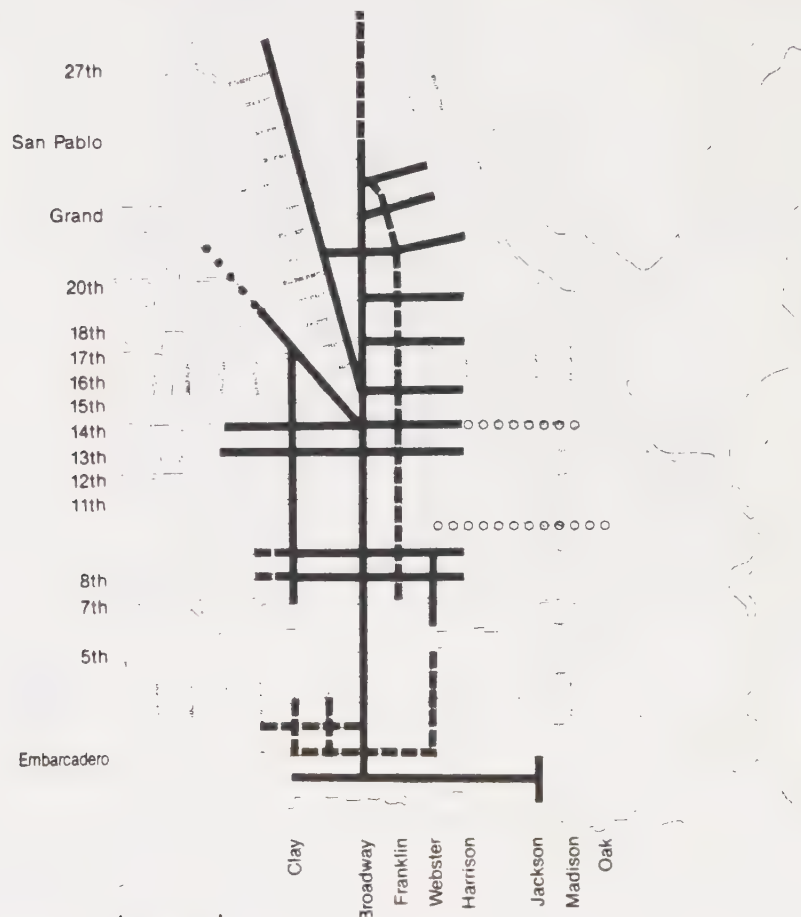 27th
San Pablo
Grand
20th
18th
17th
16th
15th
14th
13th
12th
11th
8th
7th
5th
Embarcadero
Clay
Broadway
Franklin
Webster
Harrison
Jackson
Madison
Oak